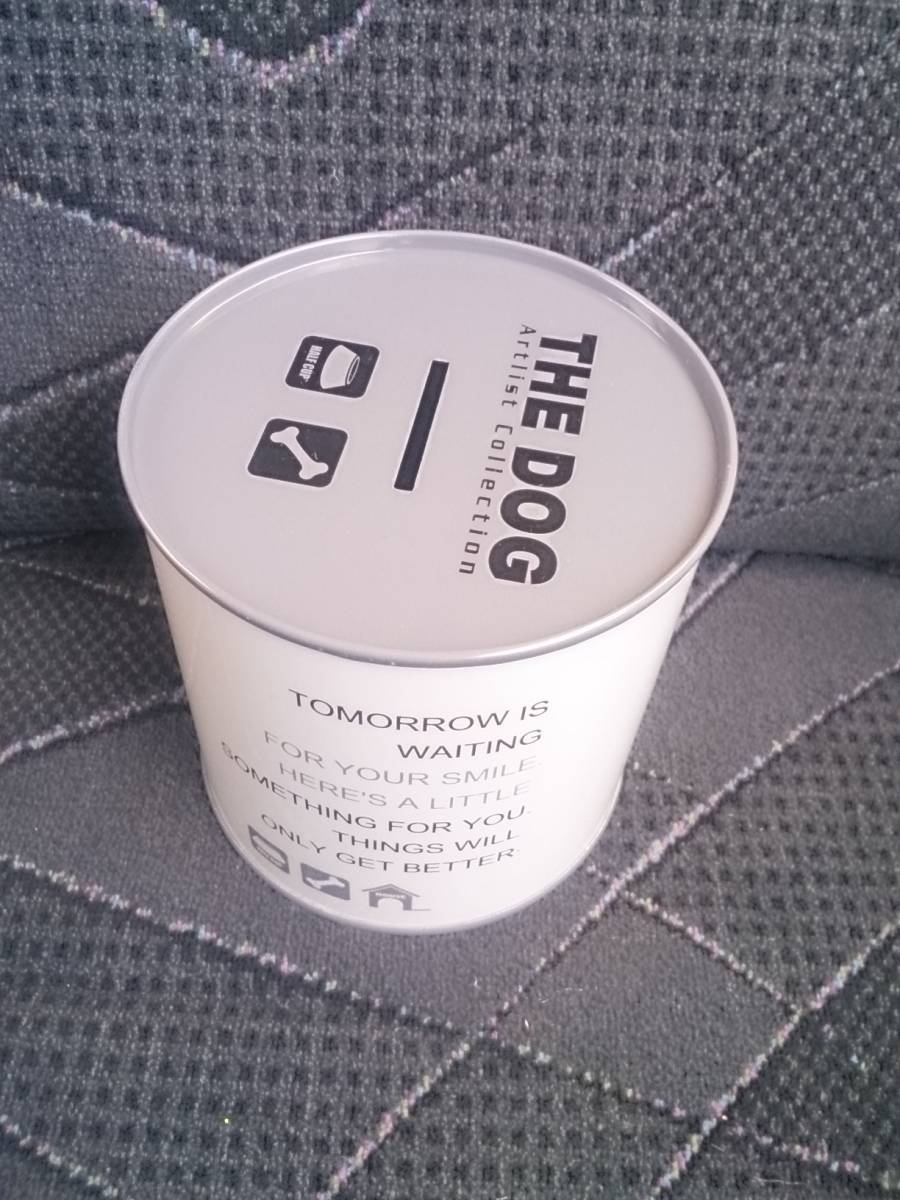 THE DOG
Artlist Collection
HALF CUP
TOMORROW IS
WAITING
FOR YOUR SMILE.
HERE'S A LITTLE
SOMETHING FOR YOU.
THINGS WILL
ONLY GET BETTER.